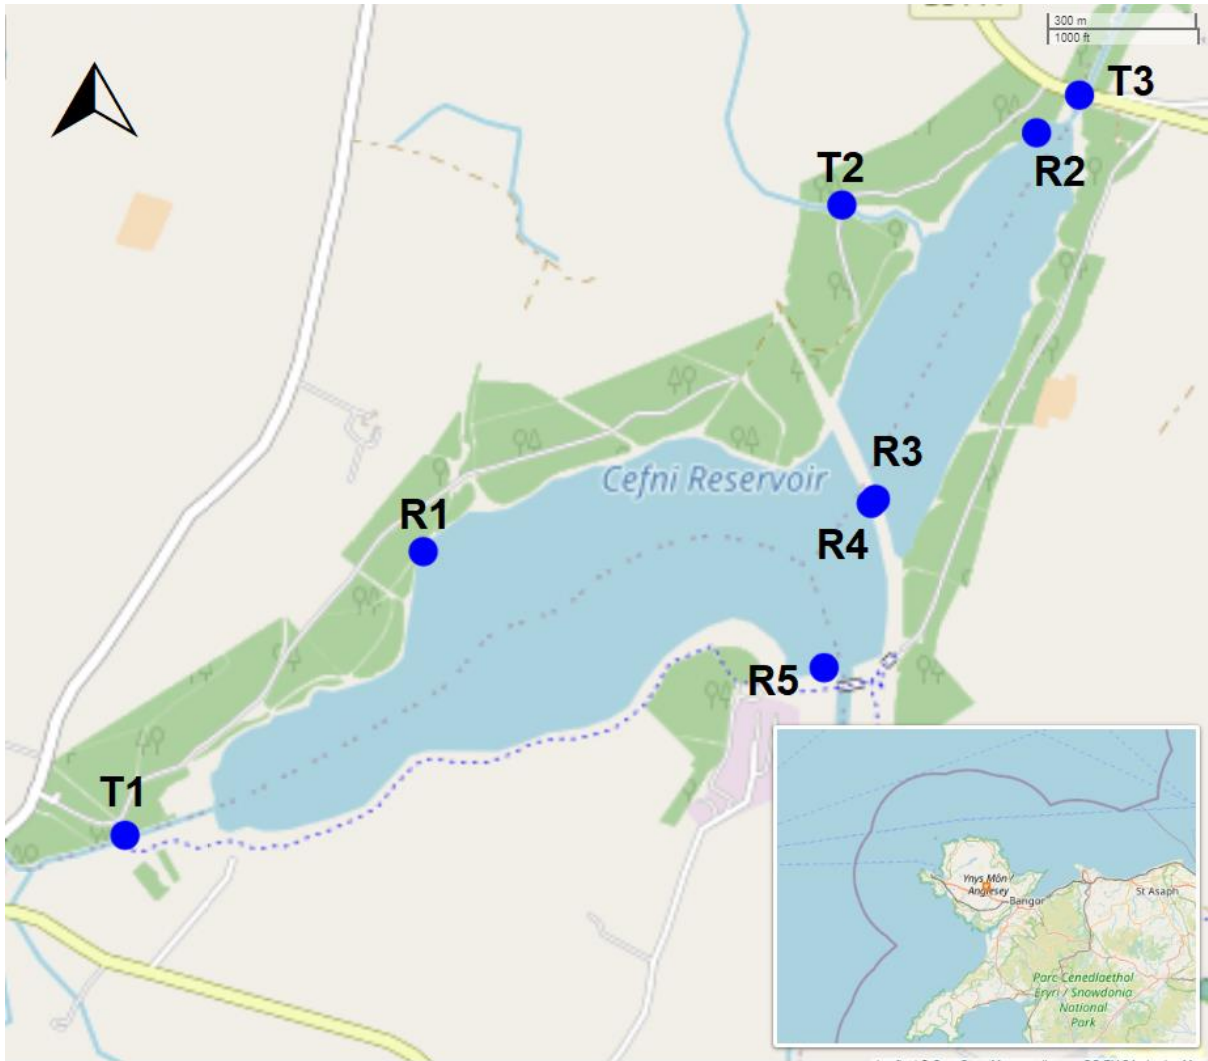 300 m
1000 ft
T3
R2
T2
Cefni Reservoir
R3
R1
R4
R5
T1
Ynys Môn /
Anglesey
Bangor
St Asaph
Parc Cenedlaethol
Eryri / Snowdonia
National
Park